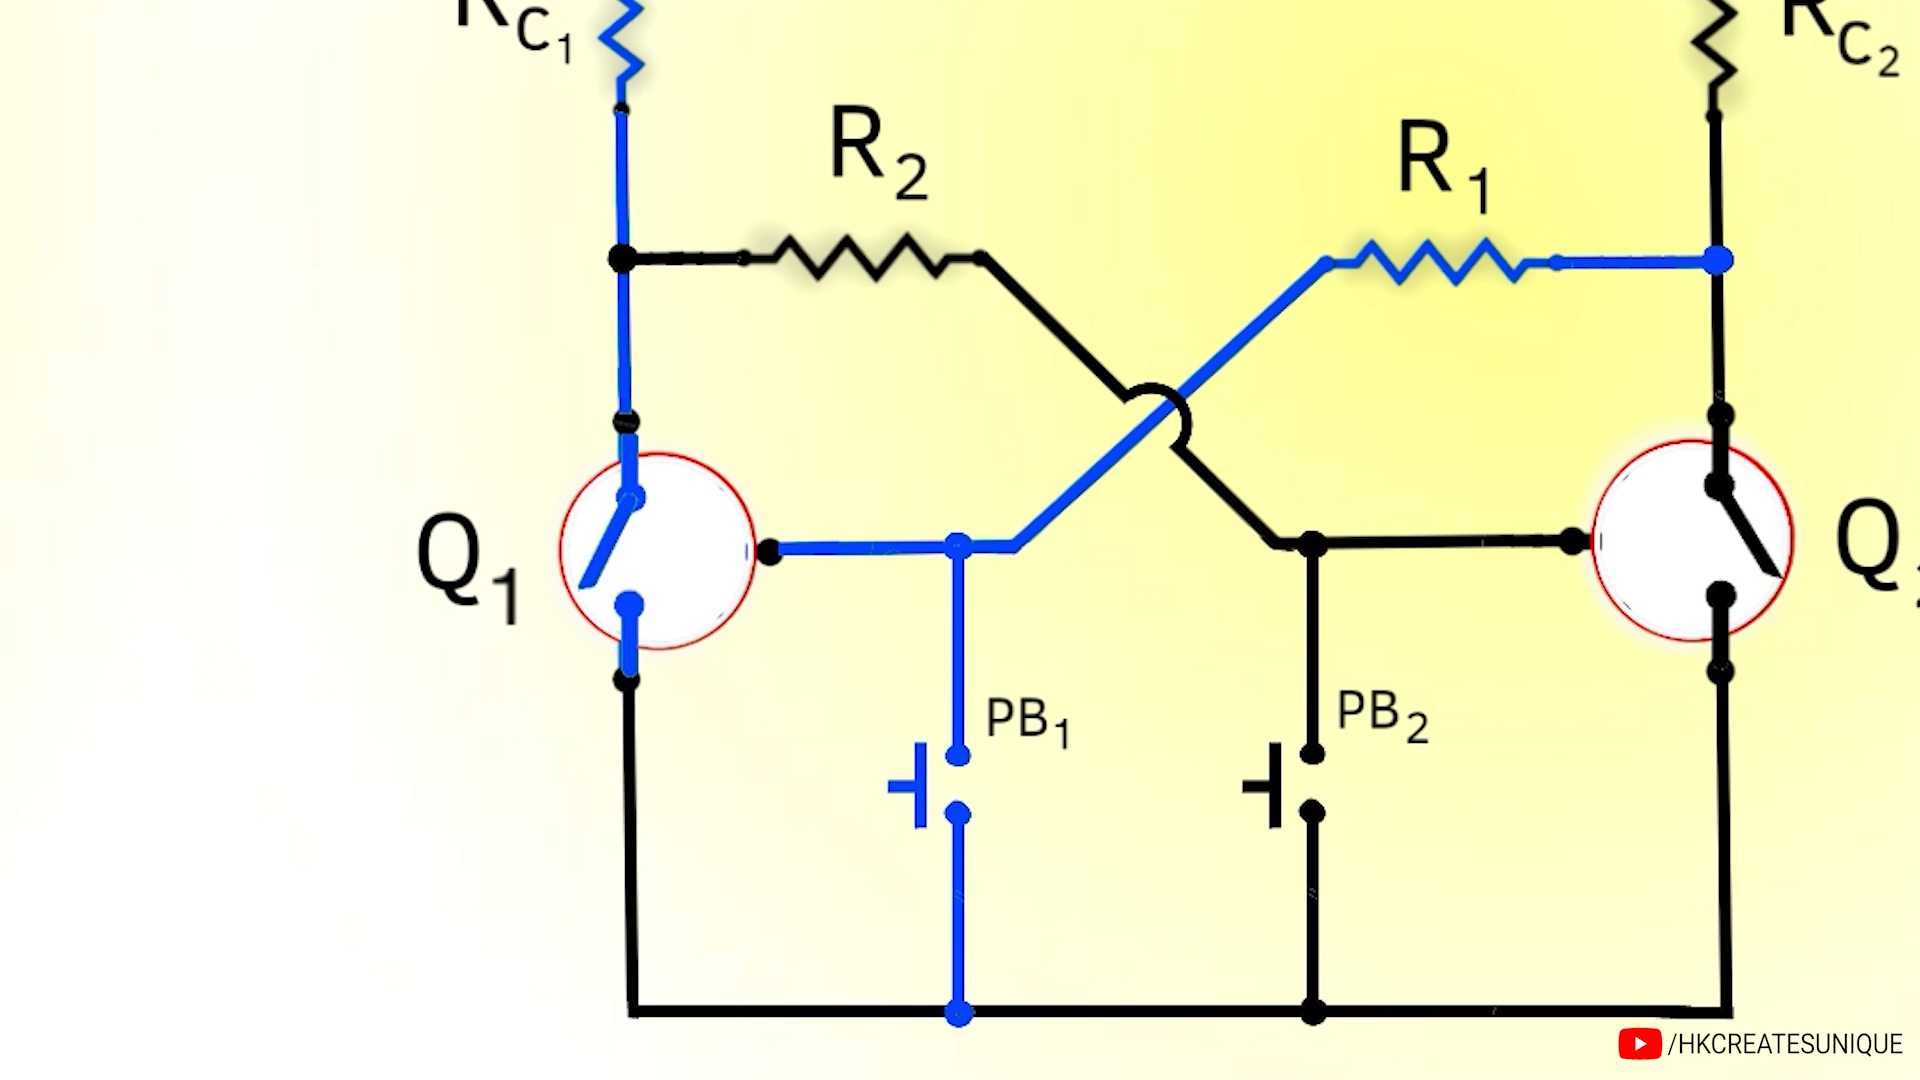 RC1
RC2
R2
R1
Q1
Q
PB1
PB2
/HKCREATESUNIQUE